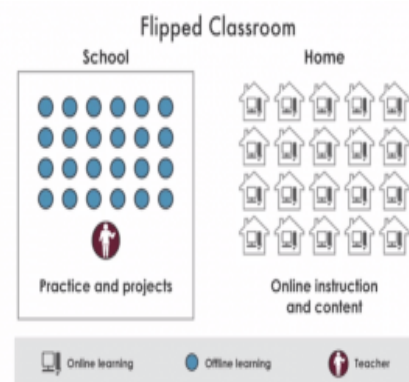 Flipped Classroom
School
Home
Practice and projects
Online instruction
and content
Online learning
Offline learning
Teacher